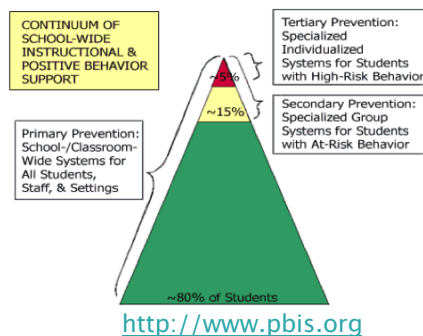 CONTINUUM OF
SCHOOL-WIDE
INSTRUCTIONAL &
POSITIVE BEHAVIOR
SUPPORT
Tertiary Prevention:
Specialized
Individualized
Systems for Students
with High-Risk Behavior
~5%
~15%
Secondary Prevention:
Specialized Group
Systems for Students
with At-Risk Behavior
Primary Prevention:
School-/Classroom-
Wide Systems for
All Students,
Staff, & Settings
~80% of Students
http://www.pbis.org